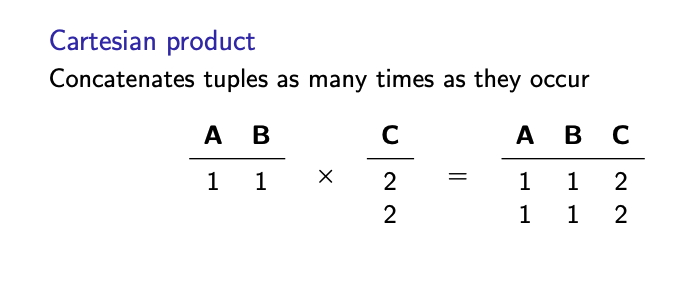 Cartesian product
Concatenates tuples as many times as they occur
A B C A B C
1 1 × 2 = 1 1 2
2 1 1 2